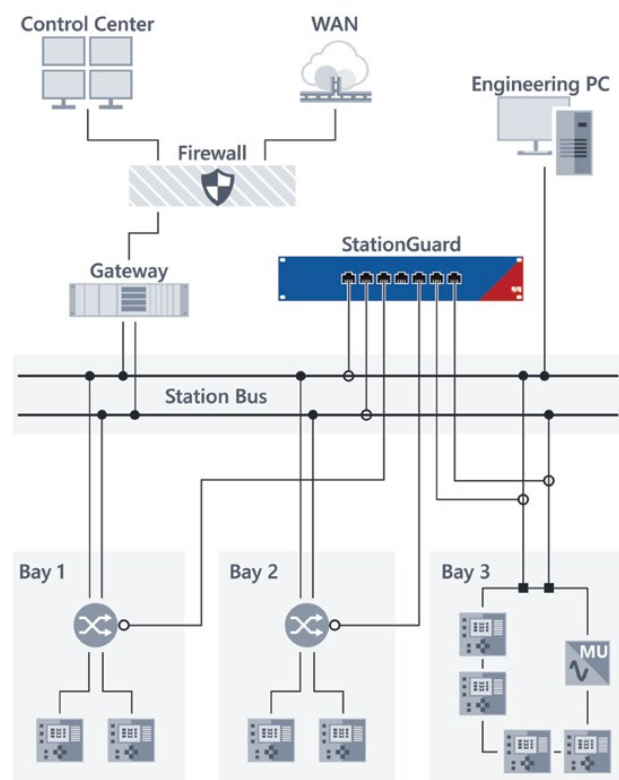 Control Center
WAN
Engineering PC
Firewall
StationGuard
Gateway
Station Bus
Bay 1
Bay 2
Bay 3
MU